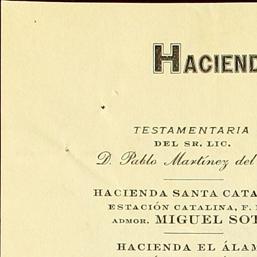 HACIEND
TESTAMENTARIA
DEL SR. LIC.
D. Pablo Martínez del
HACIENDA SANTA CATA
ESTACIÓN CATALINA, F.
ADMOR. MIGUEL SOT
HACIENDA EL ÁLAM